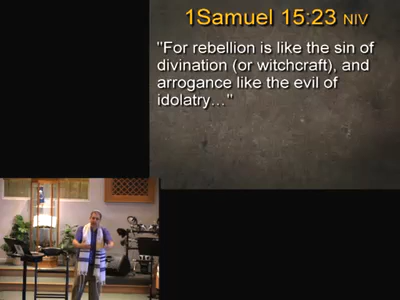 1Samuel 15:23 NIV
"For rebellion is like the sin of
divination (or witchcraft), and
arrogance like the evil of
idolatry…"